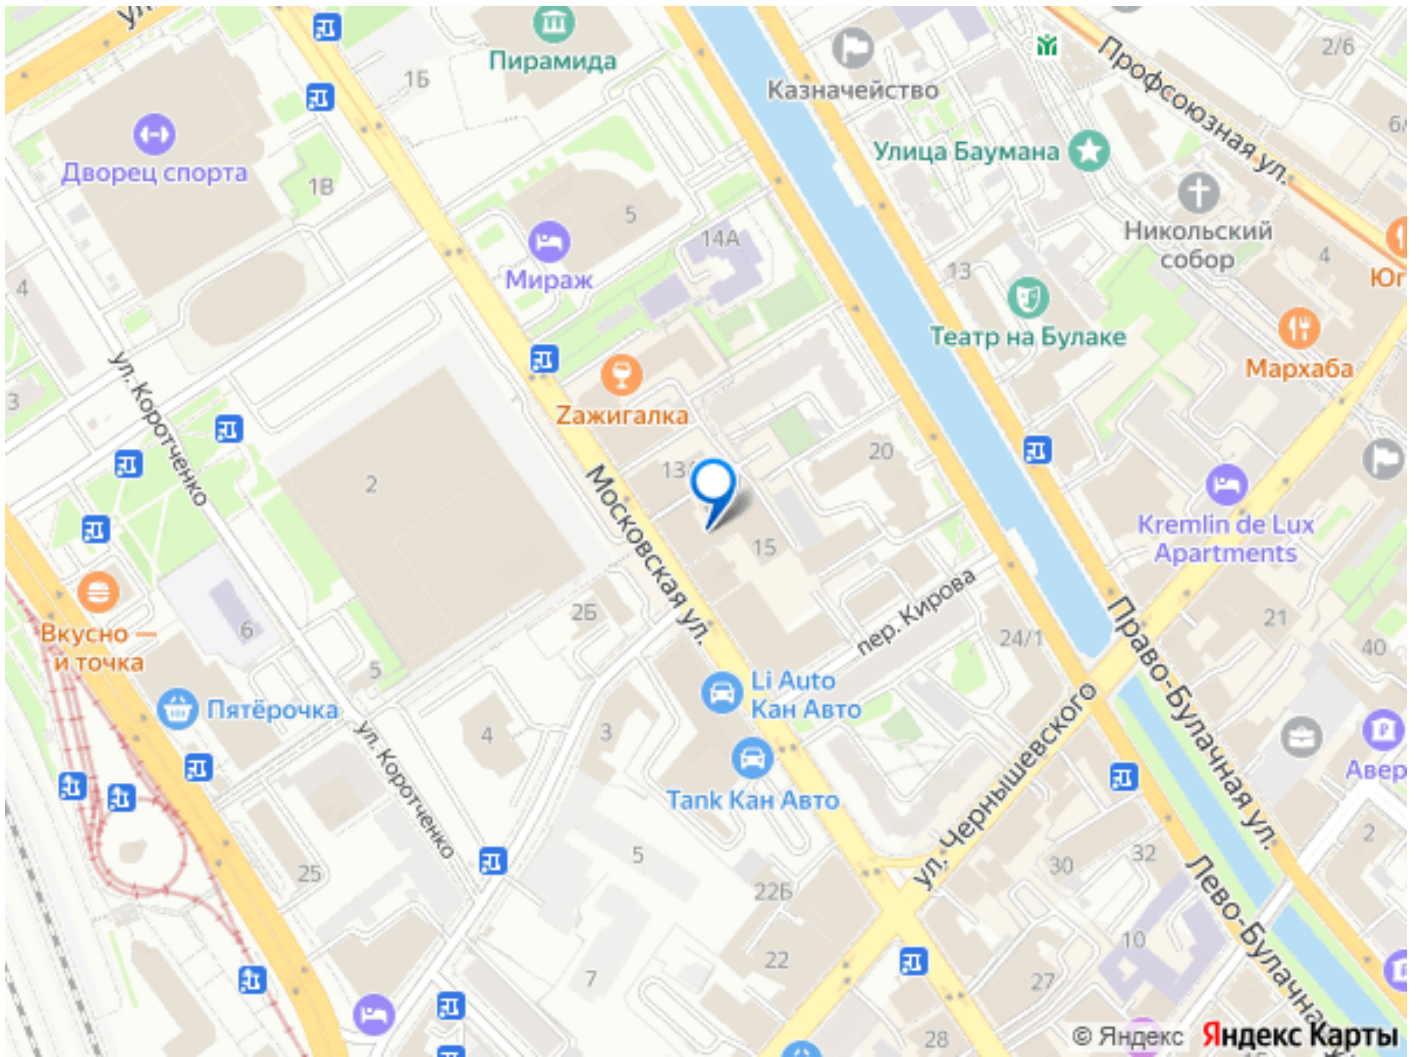 ул.
Пирамида
Казначейство
2/6
Профсоюзная ул.
1Б
6/
Дворец спорта
1В
Улица Баумана
Никольский
собор
5
14А
Мираж
4
Юг
4
13
Театр на Булаке
Мархаба
ул. Коротченко
3
Zажигалка
20
2
13
Московская ул.
15
Kremlin de Lux
Apartments
Вкусно —
и точка
6
2Б
пер. Кирова
24/1
21
40
5
Li Auto
Кан Авто
Право-Булачная ул.
Пятёрочка
ул. Коротченко
4
3
ул. Чернышевского
Авер
Tank Кан Авто
2
5
25
22Б
30
32
Лево-Булачная
10
22
7
27
28
© Яндекс Яндекс Карты